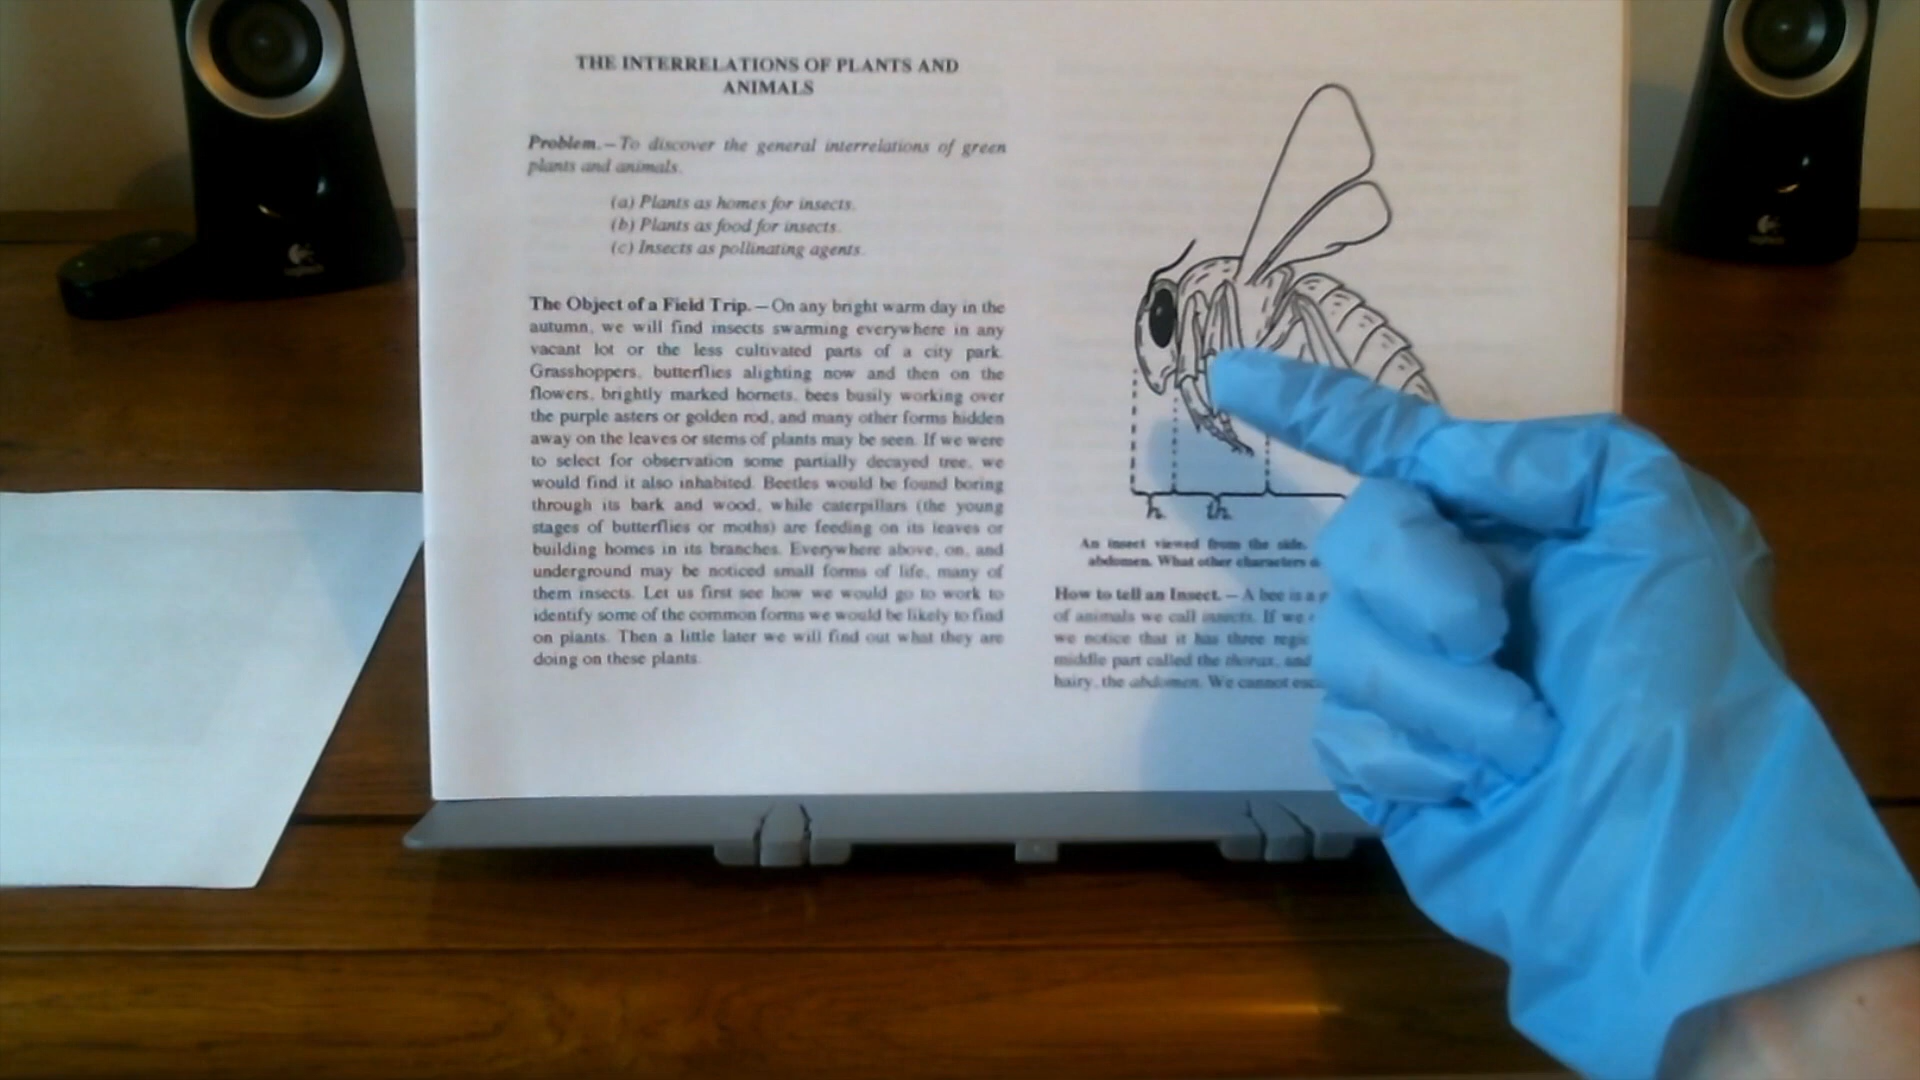 THE INTERRELATIONS OF PLANTS AND
ANIMALS
Problem.—To discover the general interrelations of green
plants and animals.
(a) Plants as homes for insects.
(b) Plants as food for insects.
(c) Insects as pollinating agents.
The Object of a Field Trip.—On any bright warm day in the
autumn, we will find insects swarming everywhere in any
vacant lot or the less cultivated parts of a city park.
Grasshoppers, butterflies alighting now and then on the
flowers, brightly marked hornets, bees busily working over
the purple asters or golden rod, and many other forms hidden
away on the leaves or stems of plants may be seen. If we were
to select for observation some partially decayed tree, we
would find it also inhabited. Beetles would be found boring
through its bark and wood, while caterpillars (the young
stages of butterflies or moths) are feeding on its leaves or
building homes in its branches. Everywhere above, on, and
underground may be noticed small forms of life, many of
them insects. Let us first see how we would go to work to
identify some of the common forms we would be likely to find
on plants. Then a little later we will find out what they are
doing on these plants.
h. th.
An insect viewed from the side.
abdomen. What other characters
How to tell an Insect.—A bee is a
of animals we call insects. If we
we notice that it has three
middle part called the thorax, and
hairy, the abdomen. We cannot
logitech
logitech